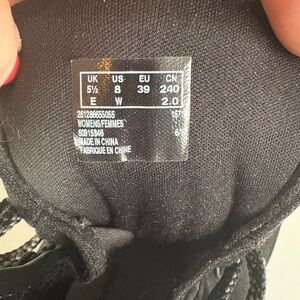 UK US EU CN
5½ 8 39 240
E W 2.0
261286655055
WOMENS/FEMMES
MADE IN CHINA
FABRIQUE EN CHINE